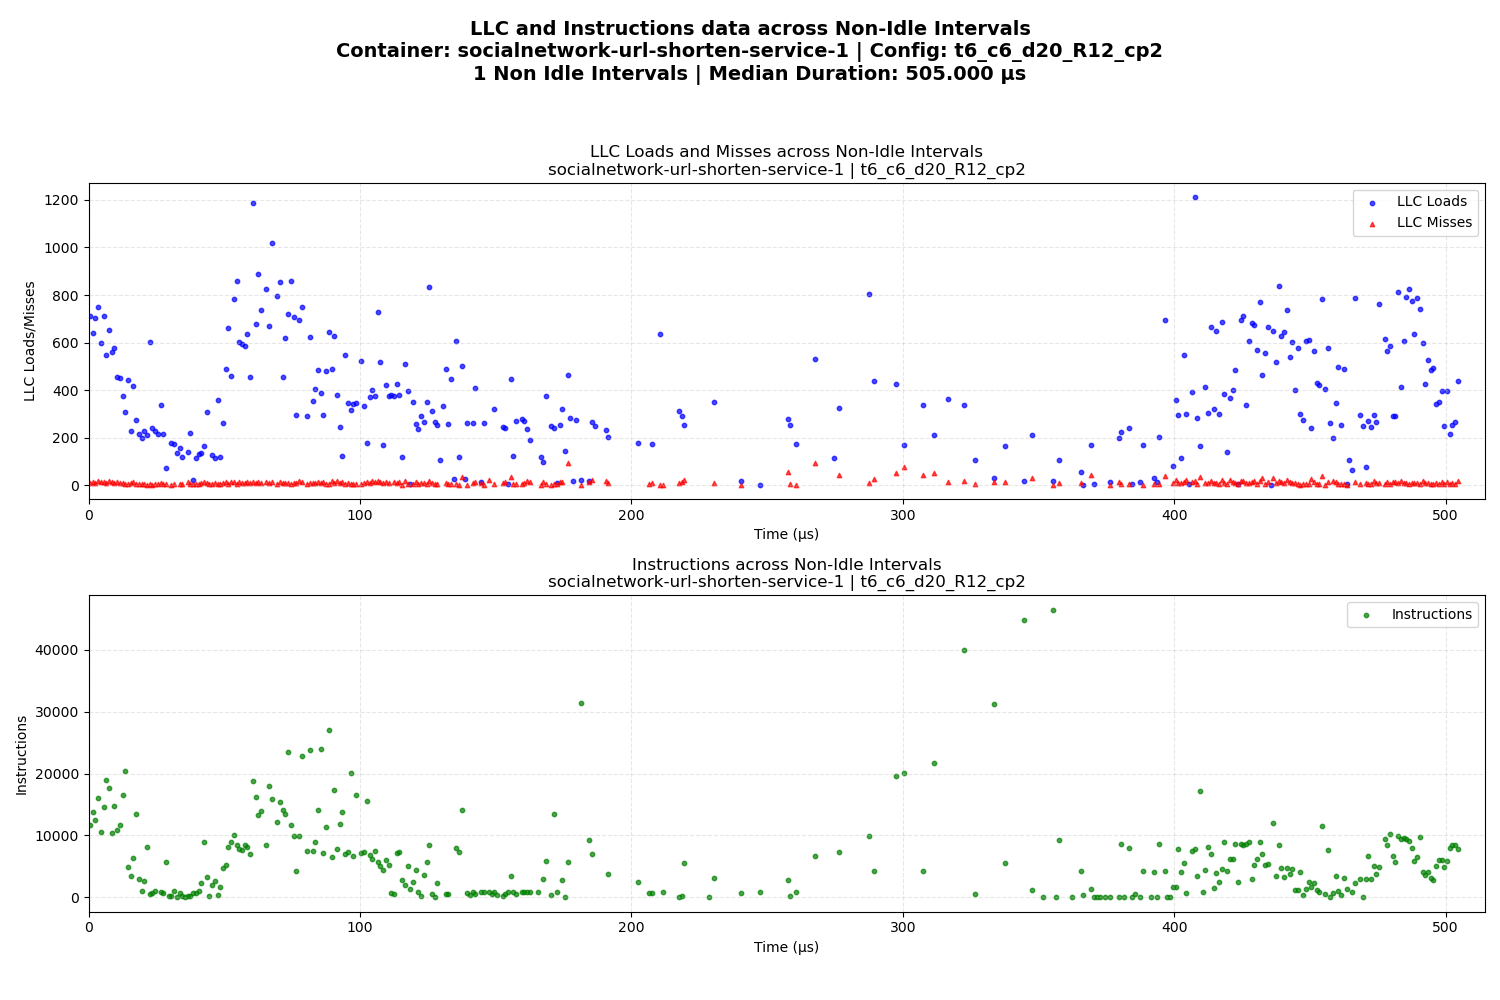 LLC and Instructions data across Non-Idle Intervals
Container: socialnetwork-url-shorten-service-1 | Config: t6_c6_d20_R12_cp2
1 Non Idle Intervals | Median Duration: 505.000 µs
LLC Loads and Misses across Non-Idle Intervals
socialnetwork-url-shorten-service-1 | t6_c6_d20_R12_cp2
LLC Loads/Misses
1200
1000
800
600
400
200
0
LLC Loads
LLC Misses
0 100 200 300 400 500
Time (µs)
Instructions across Non-Idle Intervals
socialnetwork-url-shorten-service-1 | t6_c6_d20_R12_cp2
Instructions
40000
30000
20000
10000
0
Instructions
0 100 200 300 400 500
Time (µs)